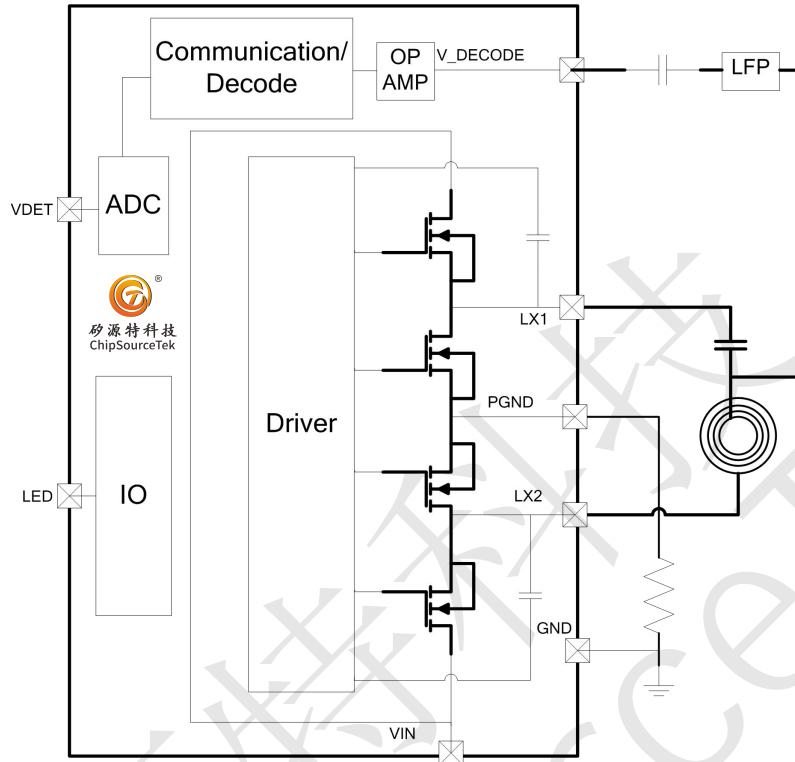 Communication/
Decode
OP
AMP
V_DECODE
LFP
VDET
ADC
®
矽源特科技
ChipSourceTek
LX1
PGND
Driver
LX2
LED
IO
GND
VIN